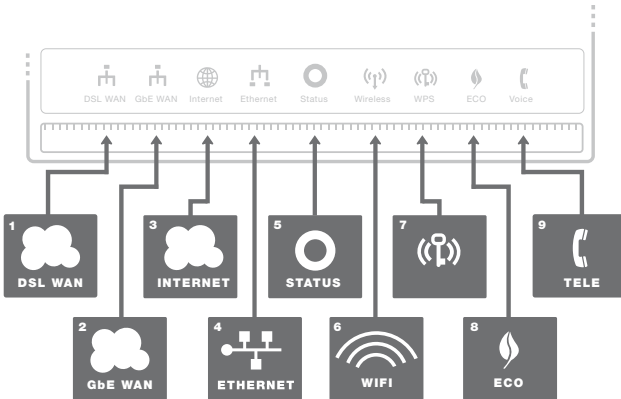 DSL WAN GbE WAN Internet Ethernet Status Wireless WPS ECO Voice
1
DSL WAN
3
INTERNET
5
STATUS
7
9
TELE
2
GbE WAN
4
ETHERNET
6
WIFI
8
ECO